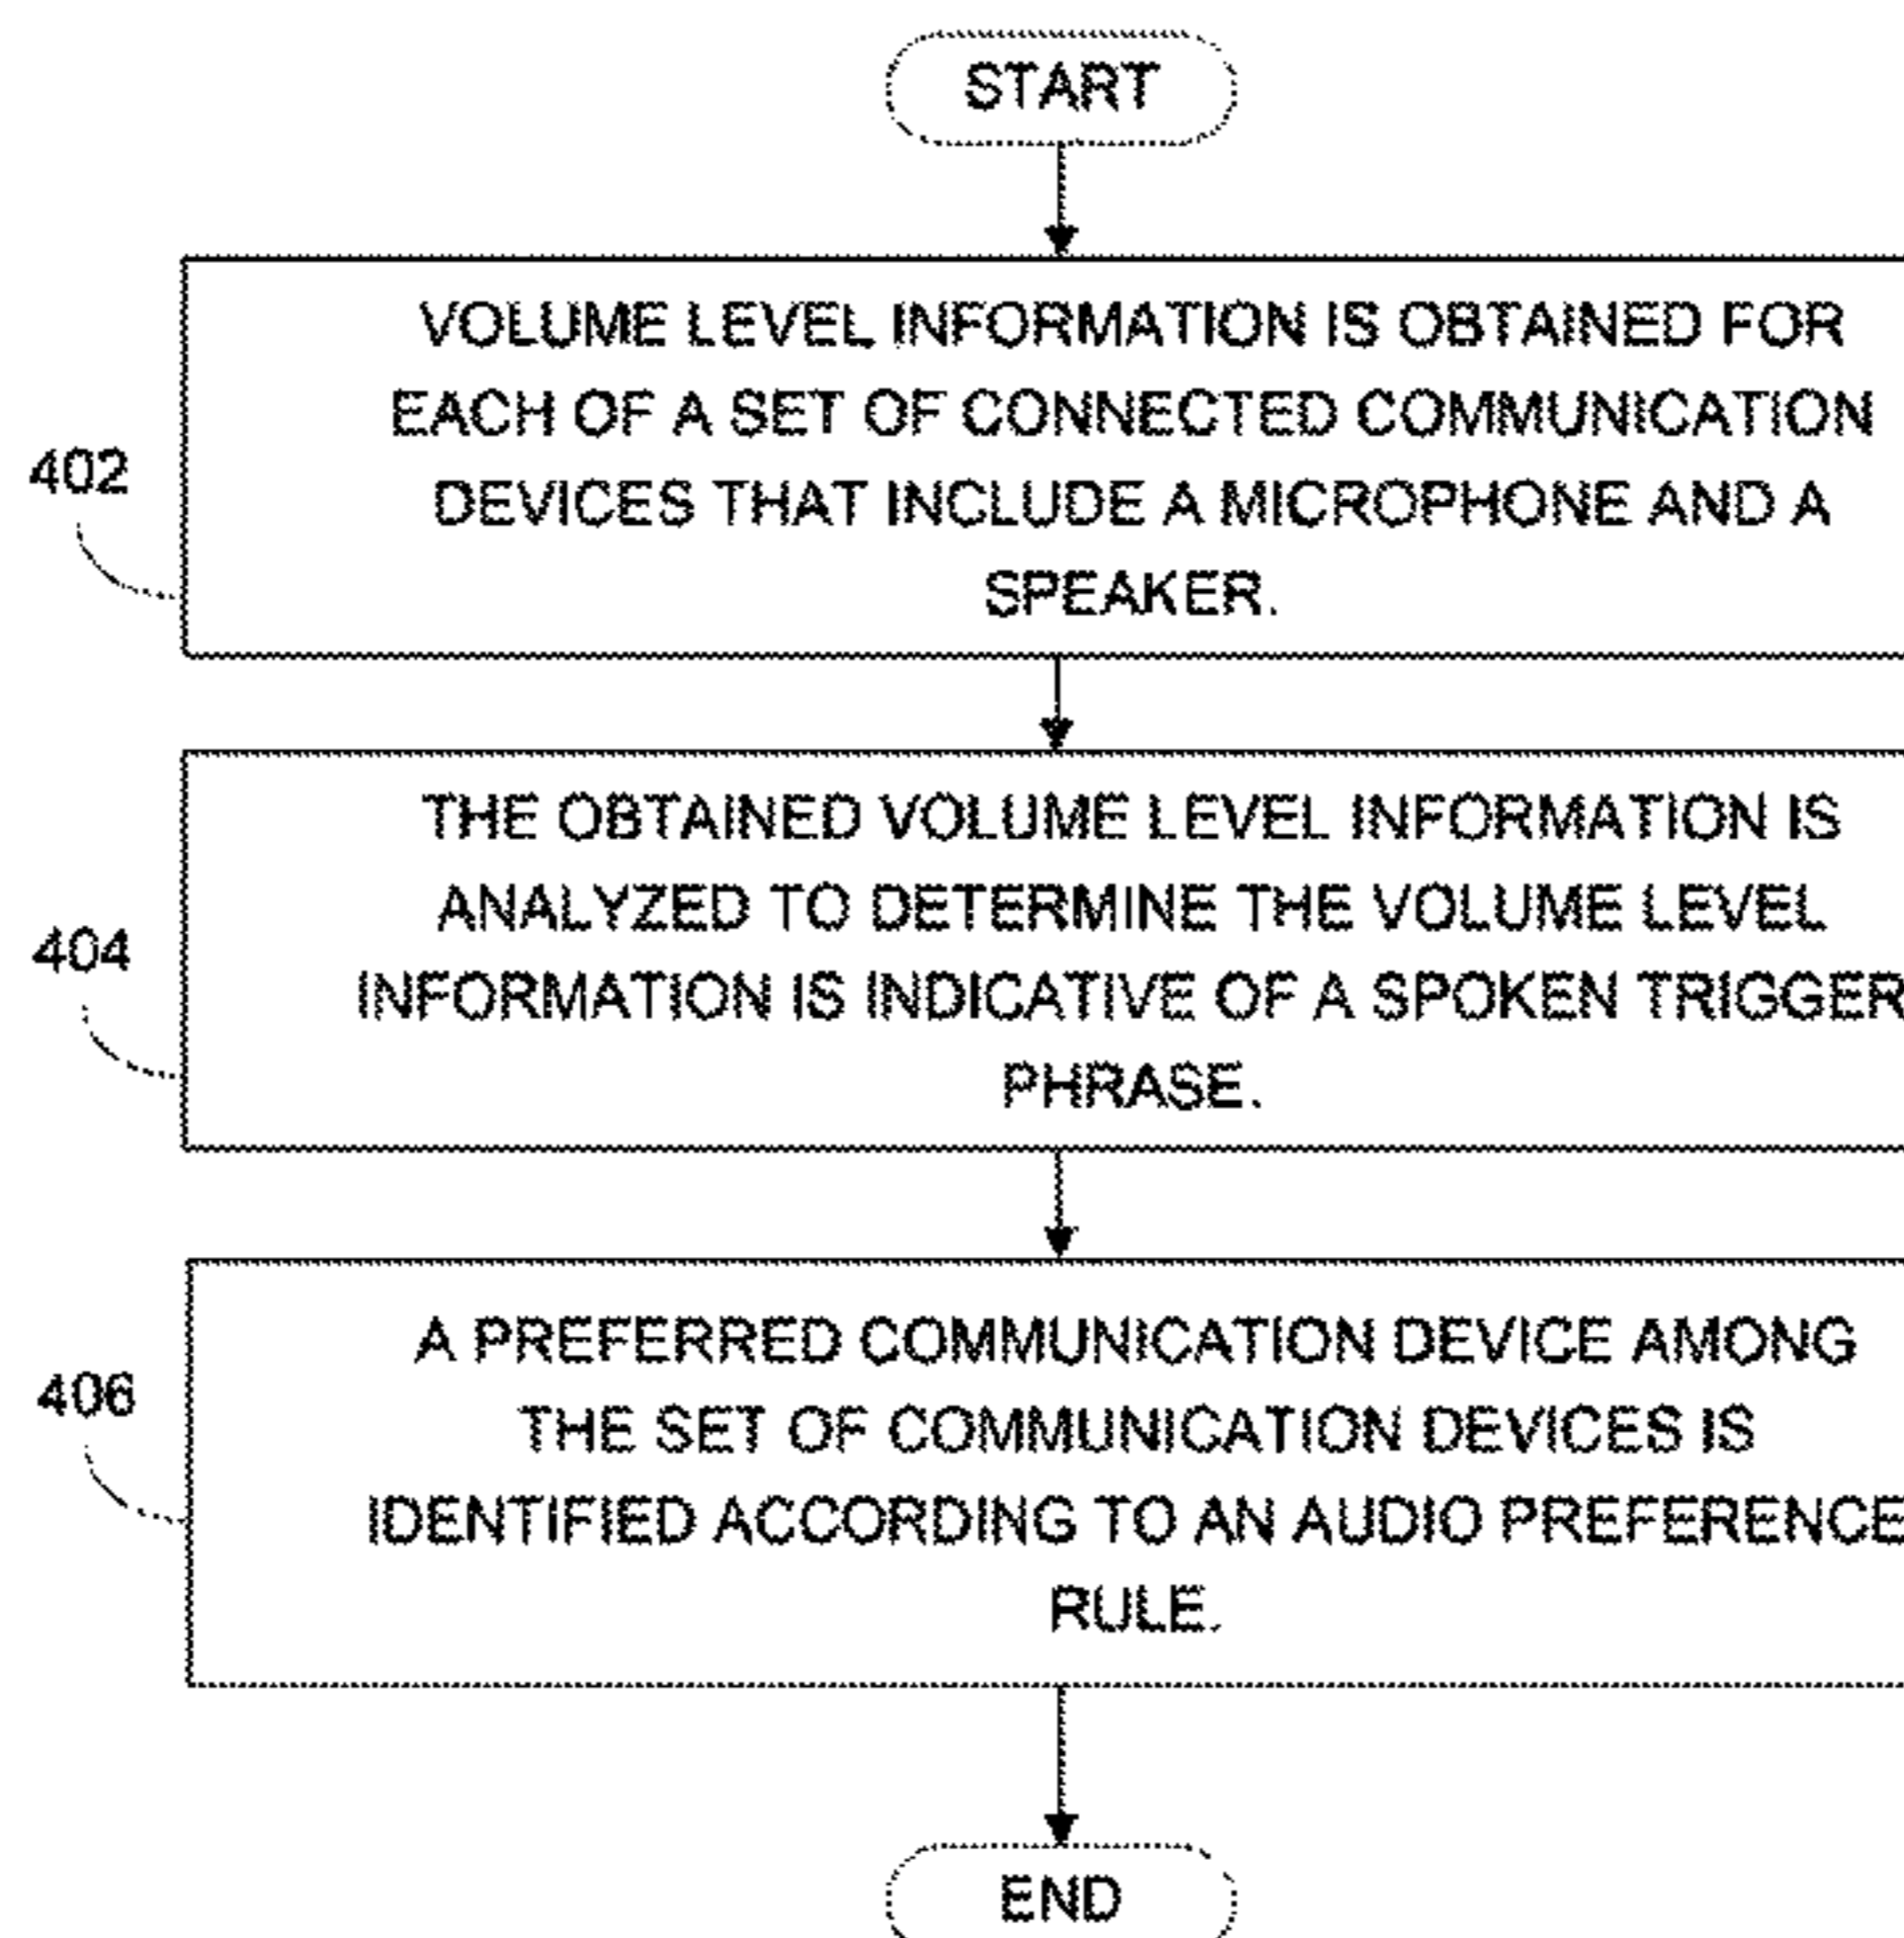 START
VOLUME LEVEL INFORMATION IS OBTAINED FOR
EACH OF A SET OF CONNECTED COMMUNICATION
402
DEVICES THAT INCLUDE A MICROPHONE AND A
SPEAKER.
THE OBTAINED VOLUME LEVEL INFORMATION IS
ANALYZED TO DETERMINE THE VOLUME LEVEL
404
INFORMATION IS INDICATIVE OF A SPOKEN TRIGGER
PHRASE.
A PREFERRED COMMUNICATION DEVICE AMONG
406
THE SET OF COMMUNICATION DEVICES IS
IDENTIFIED ACCORDING TO AN AUDIO PREFERENCE
RULE.
END